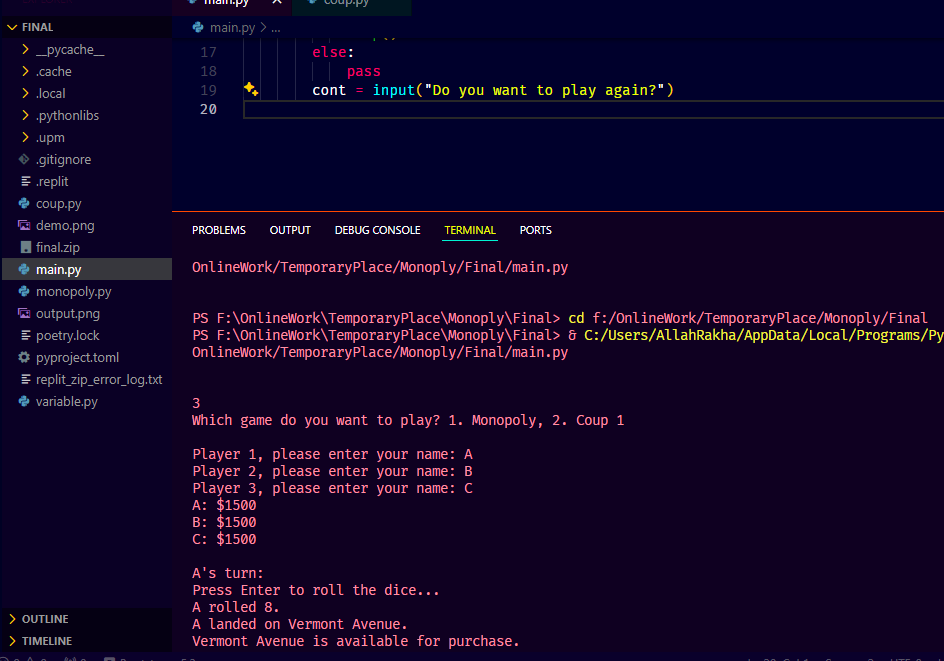 main.py
coup.py
FINAL
__pycache__
.cache
.local
.pythonlibs
.upm
.gitignore
.replit
coup.py
demo.png
final.zip
main.py
monopoly.py
output.png
poetry.lock
pyproject.toml
replit_zip_error_log.txt
variable.py
OUTLINE
TIMELINE
main.py > ...
17 else:
18 pass
19 cont = input("Do you want to play again?")
20
PROBLEMS OUTPUT DEBUG CONSOLE TERMINAL PORTS
OnlineWork/TemporaryPlace/Monoply/Final/main.py
PS F:\OnlineWork\TemporaryPlace\Monoply\Final> cd f:/OnlineWork/TemporaryPlace/Monoply/Final
PS F:\OnlineWork\TemporaryPlace\Monoply\Final> & C:/Users/AllahRakha/AppData/Local/Programs/Py
OnlineWork/TemporaryPlace/Monoply/Final/main.py
3
Which game do you want to play? 1. Monopoly, 2. Coup 1
Player 1, please enter your name: A
Player 2, please enter your name: B
Player 3, please enter your name: C
A: $1500
B: $1500
C: $1500
A's turn:
Press Enter to roll the dice...
A rolled 8.
A landed on Vermont Avenue.
Vermont Avenue is available for purchase.